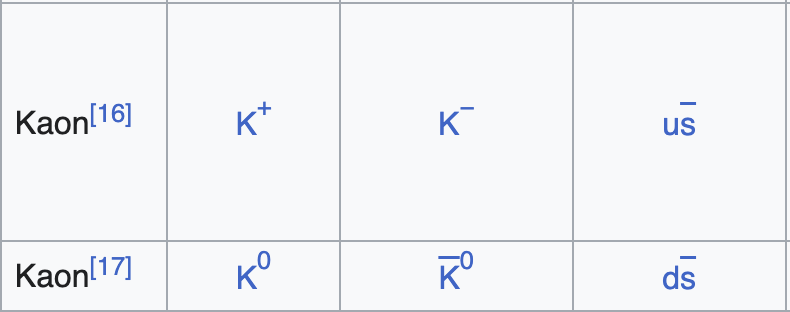 Kaon[16] K⁺ K⁻ us̅
Kaon[17] K⁰ K̅⁰ ds̅